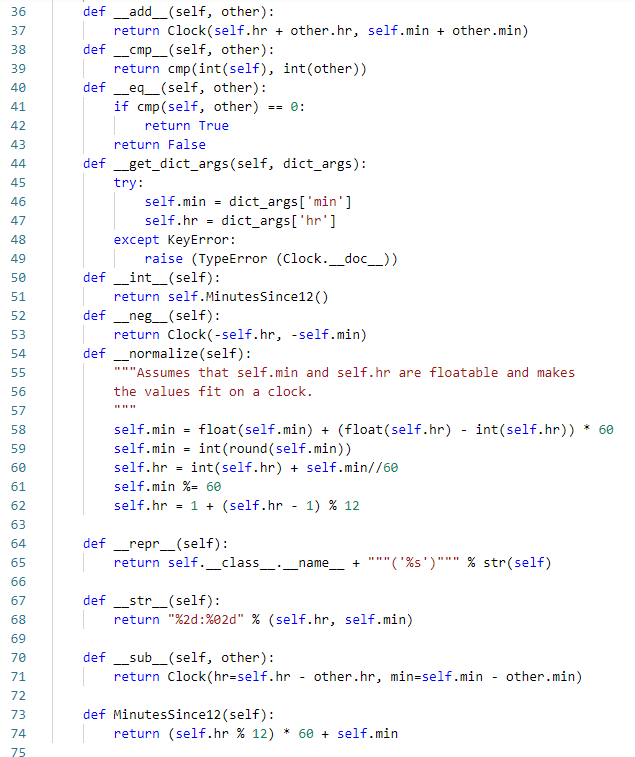 36 def __add__(self, other):
37 return Clock(self.hr + other.hr, self.min + other.min)
38 def __cmp__(self, other):
39 return cmp(int(self), int(other))
40 def __eq__(self, other):
41 if cmp(self, other) == 0:
42 return True
43 return False
44 def __get_dict_args(self, dict_args):
45 try:
46 self.min = dict_args['min']
47 self.hr = dict_args['hr']
48 except KeyError:
49 raise (TypeError (Clock.__doc__))
50 def __int__(self):
51 return self.MinutesSince12()
52 def __neg__(self):
53 return Clock(-self.hr, -self.min)
54 def __normalize(self):
55 """Assumes that self.min and self.hr are floatable and makes
56 the values fit on a clock.
57 """
58 self.min = float(self.min) + (float(self.hr) - int(self.hr)) * 60
59 self.min = int(round(self.min))
60 self.hr = int(self.hr) + self.min//60
61 self.min %= 60
62 self.hr = 1 + (self.hr - 1) % 12
63
64 def __repr__(self):
65 return self.__class__.__name__ + """('%s')""" % str(self)
66
67 def __str__(self):
68 return "%2d:%02d" % (self.hr, self.min)
69
70 def __sub__(self, other):
71 return Clock(hr=self.hr - other.hr, min=self.min - other.min)
72
73 def MinutesSince12(self):
74 return (self.hr % 12) * 60 + self.min
75